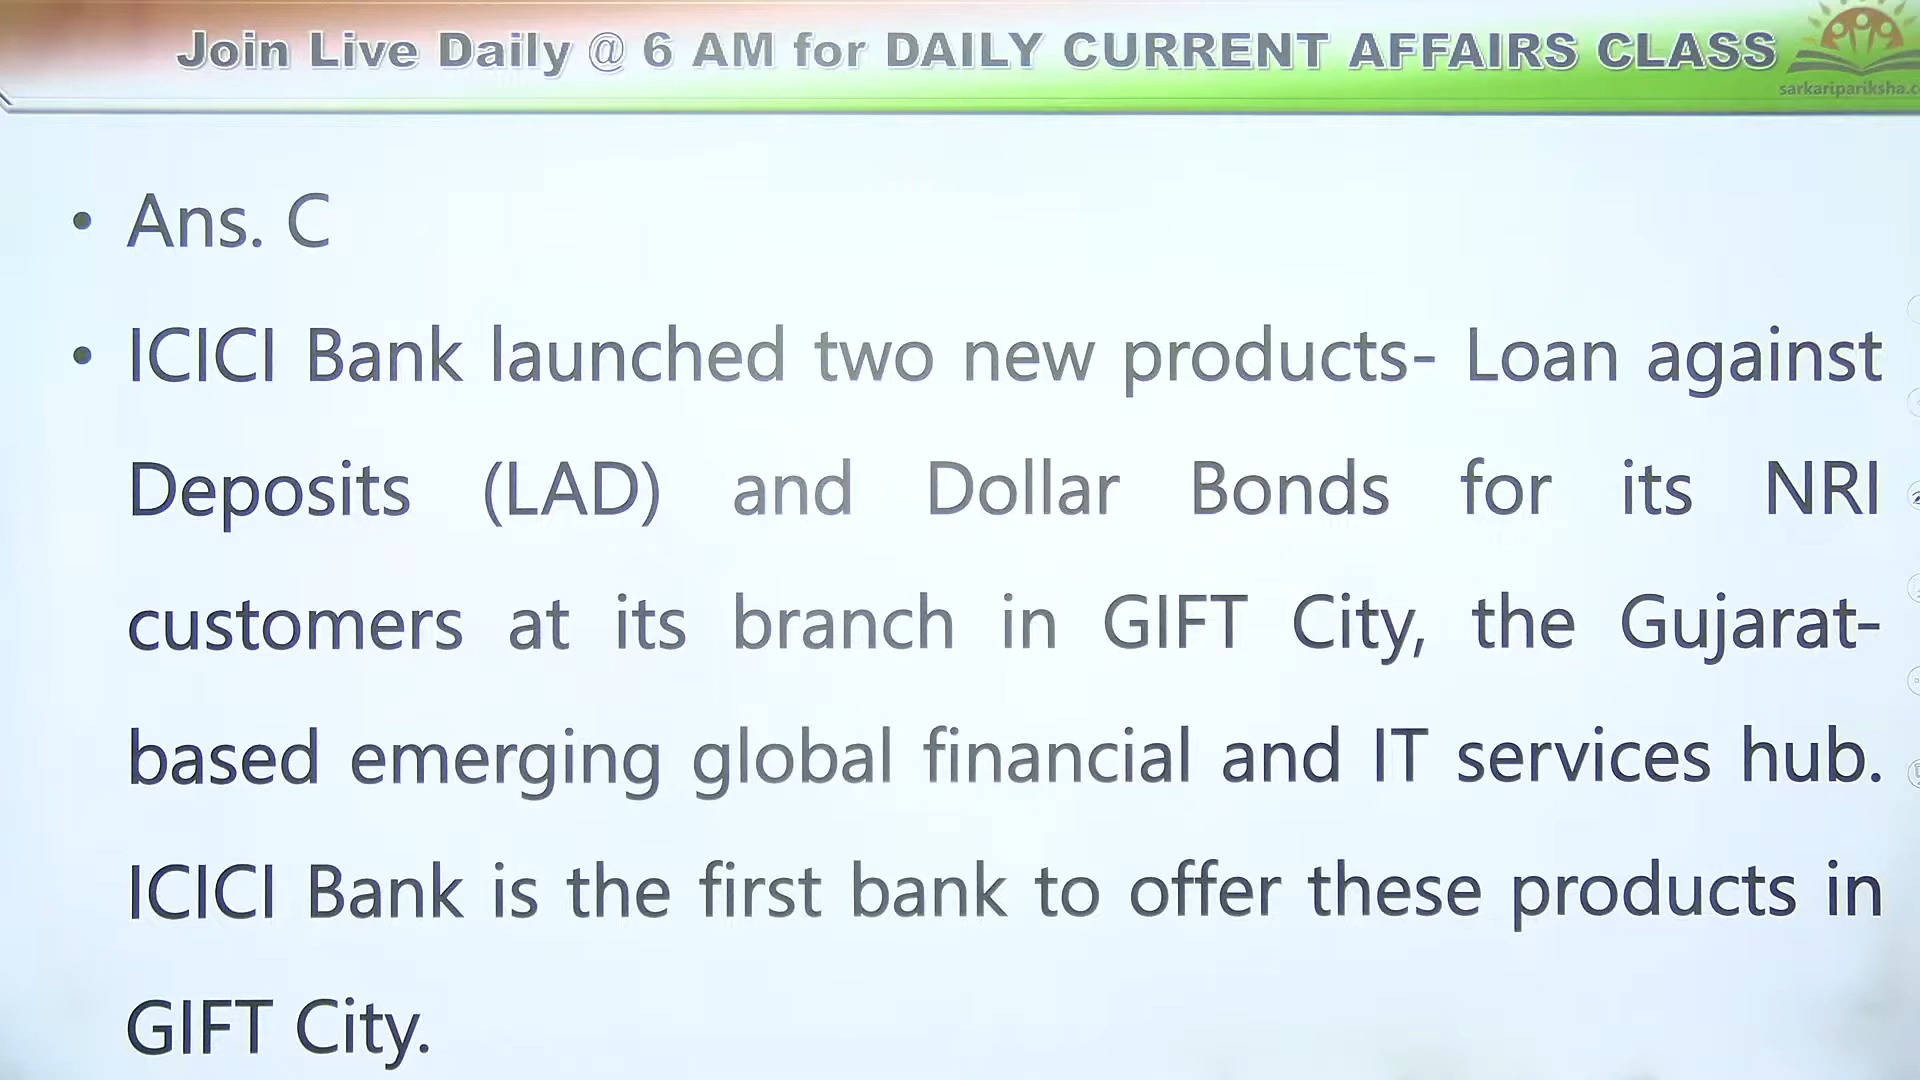 Join Live Daily @ 6 AM for DAILY CURRENT AFFAIRS CLASS
• Ans. C
• ICICI Bank launched two new products- Loan against
Deposits (LAD) and Dollar Bonds for its NRI
customers at its branch in GIFT City, the Gujarat-
based emerging global financial and IT services hub.
ICICI Bank is the first bank to offer these products in
GIFT City.